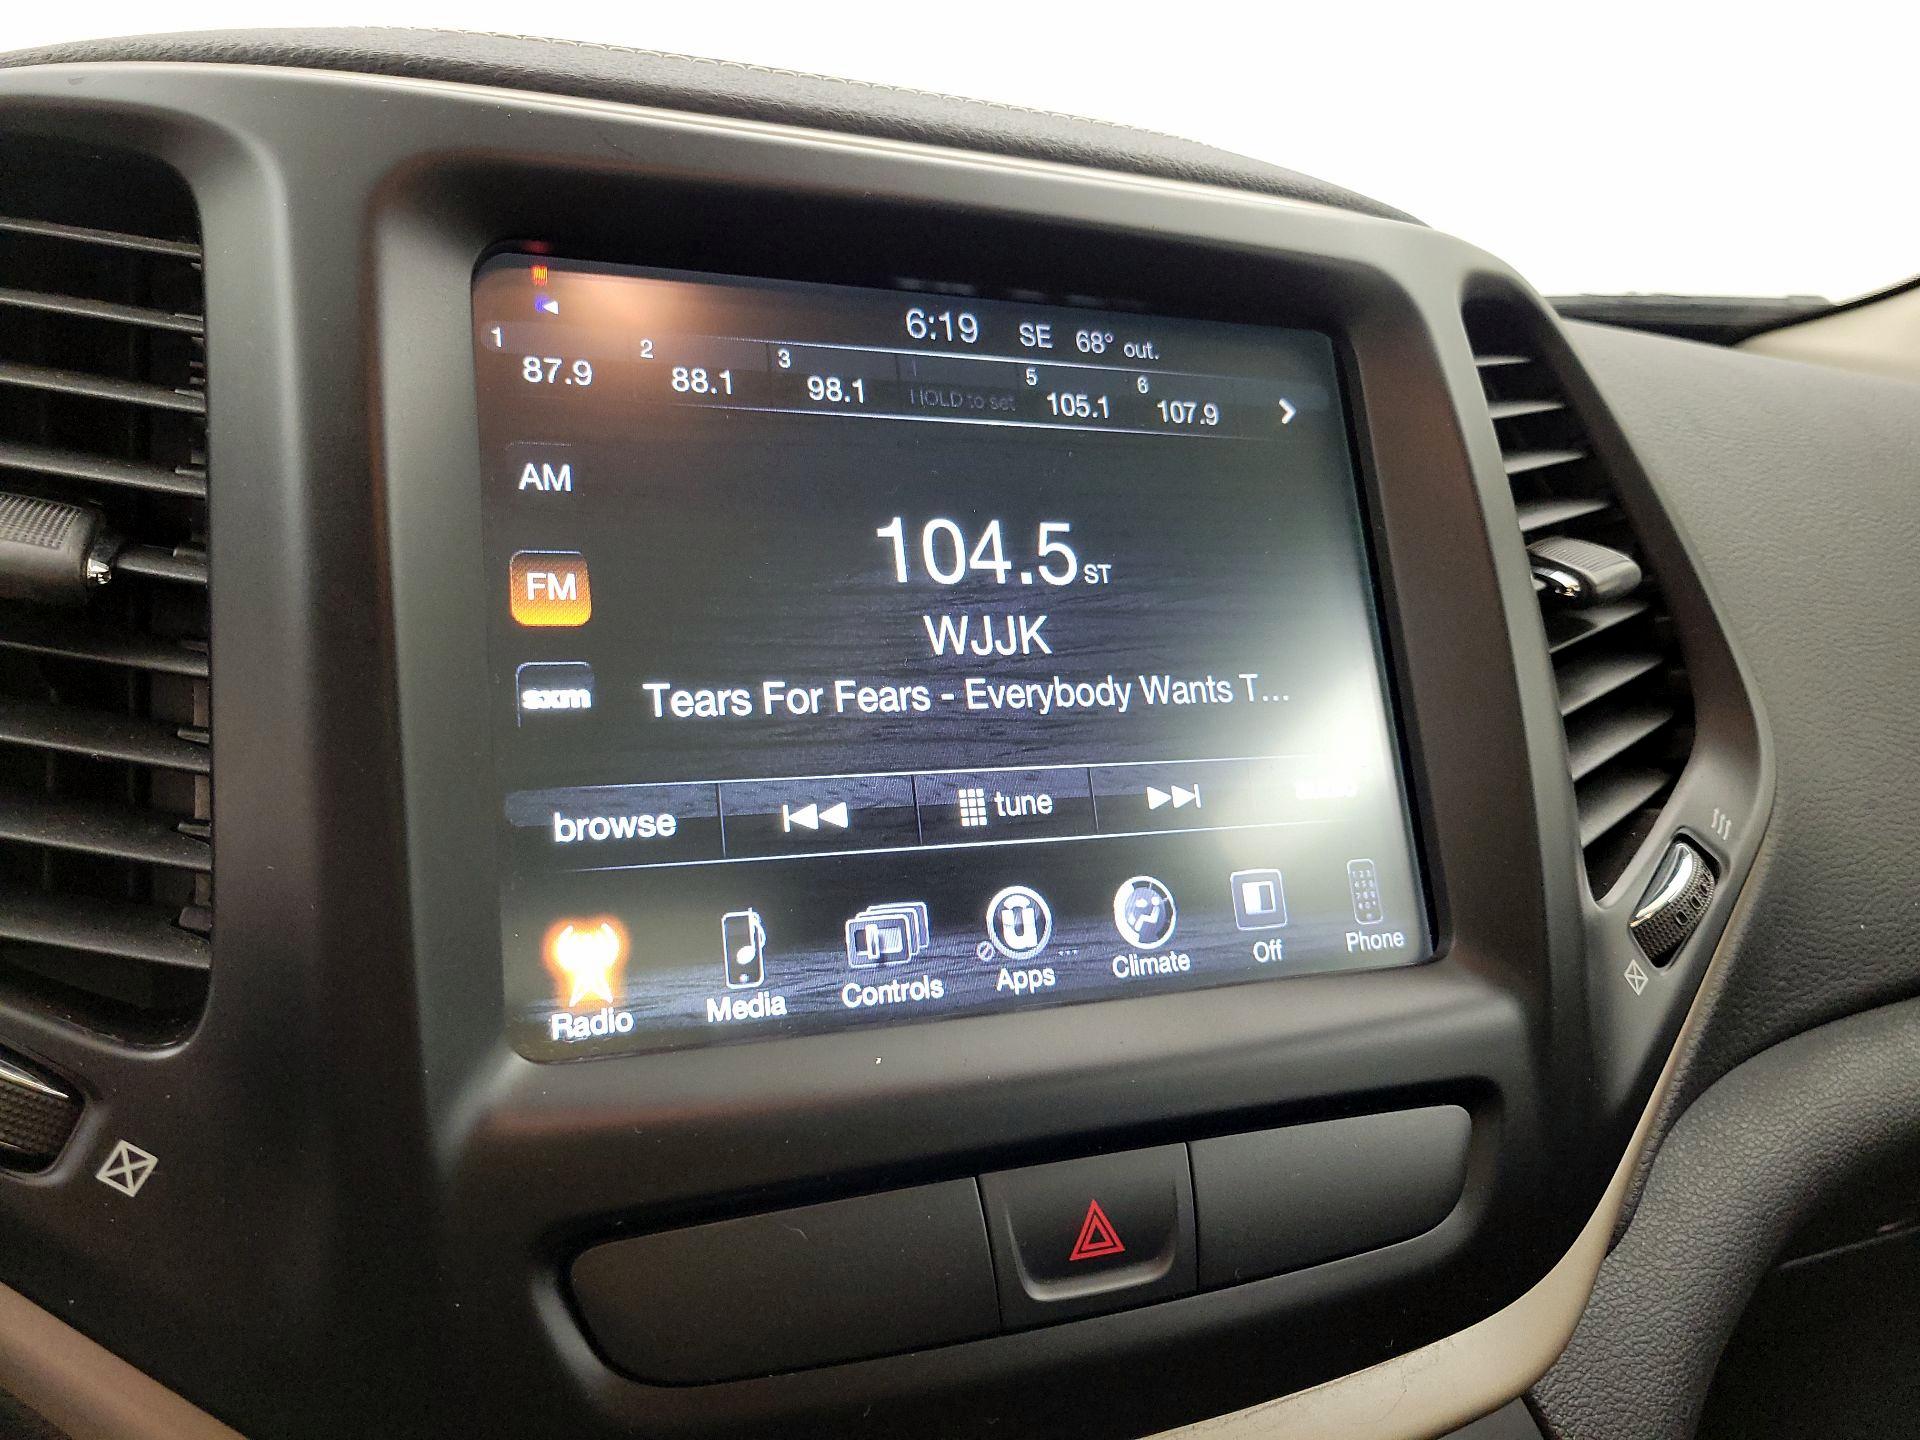 6:19 SE 68° out.
1 2 3 5 6
87.9 88.1 98.1 HOLD to set 105.1 107.9
AM
104.5 ST
FM
WJJK
sxm
Tears For Fears - Everybody Wants T...
browse tune
Radio Media Controls Apps Climate Off Phone